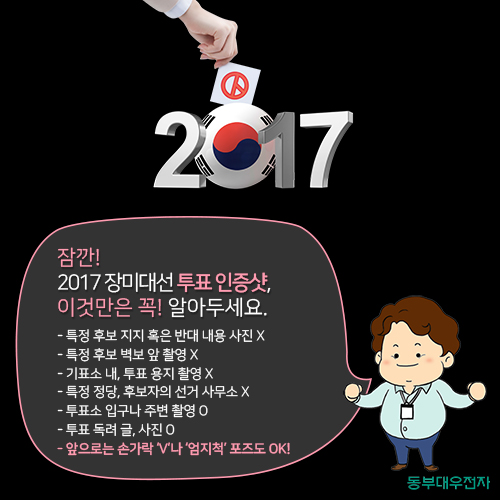 2017
잠깐!
2017 장미대선 투표 인증샷,
이것만은 꼭! 알아두세요.
- 특정 후보 지지 혹은 반대 내용 사진 X
- 특정 후보 벽보 앞 촬영 X
- 기표소 내, 투표 용지 촬영 X
- 특정 정당, 후보자의 선거 사무소 X
- 투표소 입구나 주변 촬영 O
- 투표 독려 글, 사진 O
- 앞으로는 손가락 'V'나 '엄지척' 포즈도 OK!
동부대우전자